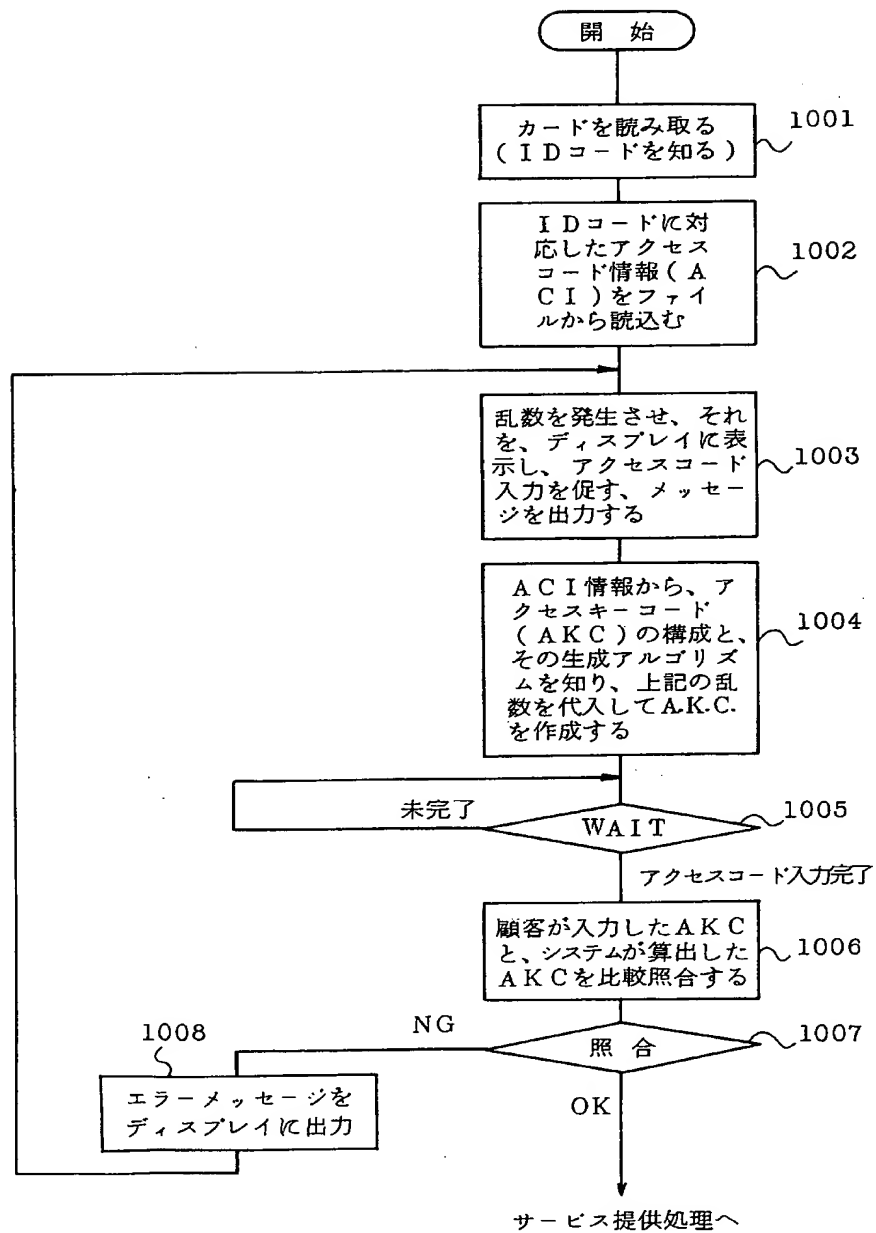 開 始
カードを読み取る
(IDコードを知る)
1001
IDコードに対
応したアクセス
コード情報(A
CI)をファイ
ルから読込む
1002
乱数を発生させ、それ
を、ディスプレイに表
示し、アクセスコード
入力を促す、メッセー
ジを出力する
1003
ACI情報から、ア
クセスキーコード
(AKC)の構成と、
その生成アルゴリズ
ムを知り、上記の乱
数を代入してA.K.C.
を作成する
1004
未完了
WAIT
1005
アクセスコード入力完了
顧客が入力したAKC
と、システムが算出した
AKCを比較照合する
1006
NG
照 合
1007
1008
エラーメッセージを
ディスプレイに出力
OK
サービス提供処理へ